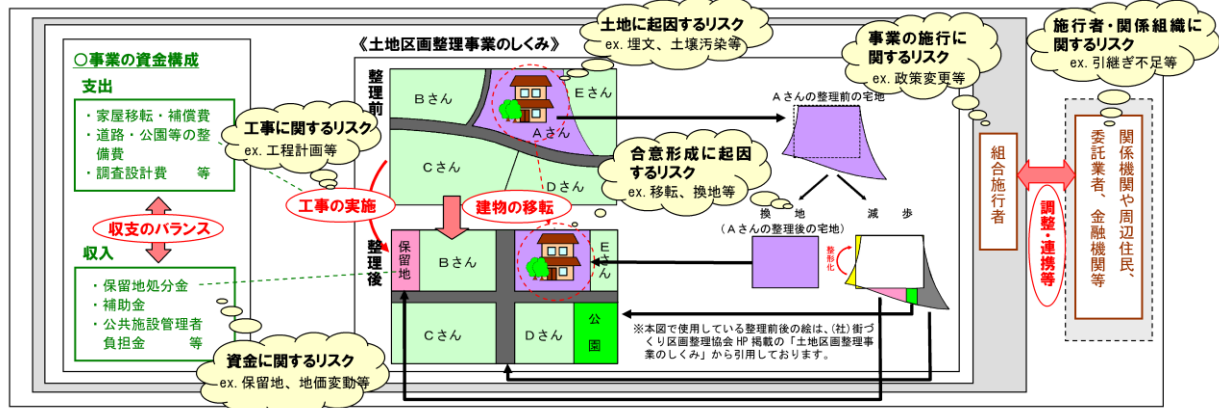 ○事業の資金構成
支出
・家屋移転・補償費
・道路・公園等の整
備費
・調査設計費　等
収支のバランス
収入
・保留地処分金
・補助金
・公共施設管理者
負担金　等
工事に関するリスク
ex. 工程計画等
工事の実施
資金に関するリスク
ex. 保留地、地価変動等
《土地区画整理事業のしくみ》
整理前
Bさん
Aさん
Eさん
Cさん
Dさん
建物の移転
整理後
保留地
Bさん
Eさん
Cさん
Dさん
公園
土地に起因するリスク
ex. 埋文、土壌汚染等
合意形成に起因
するリスク
ex. 移転、換地等
事業の施行に
関するリスク
ex. 政策変更等
Aさんの整理前の宅地
換　地
（Aさんの整理後の宅地）
減　歩
整形化
※本図で使用している整理前後の絵は、（社）街づ
くり区画整理協会 HP 掲載の「土地区画整理事
業のしくみ」から引用しております。
施行者・関係組織に
関するリスク
ex. 引継ぎ不足等
組合施行者
調整・連携等
関係機関や周辺住民、
委託業者、金融機関等